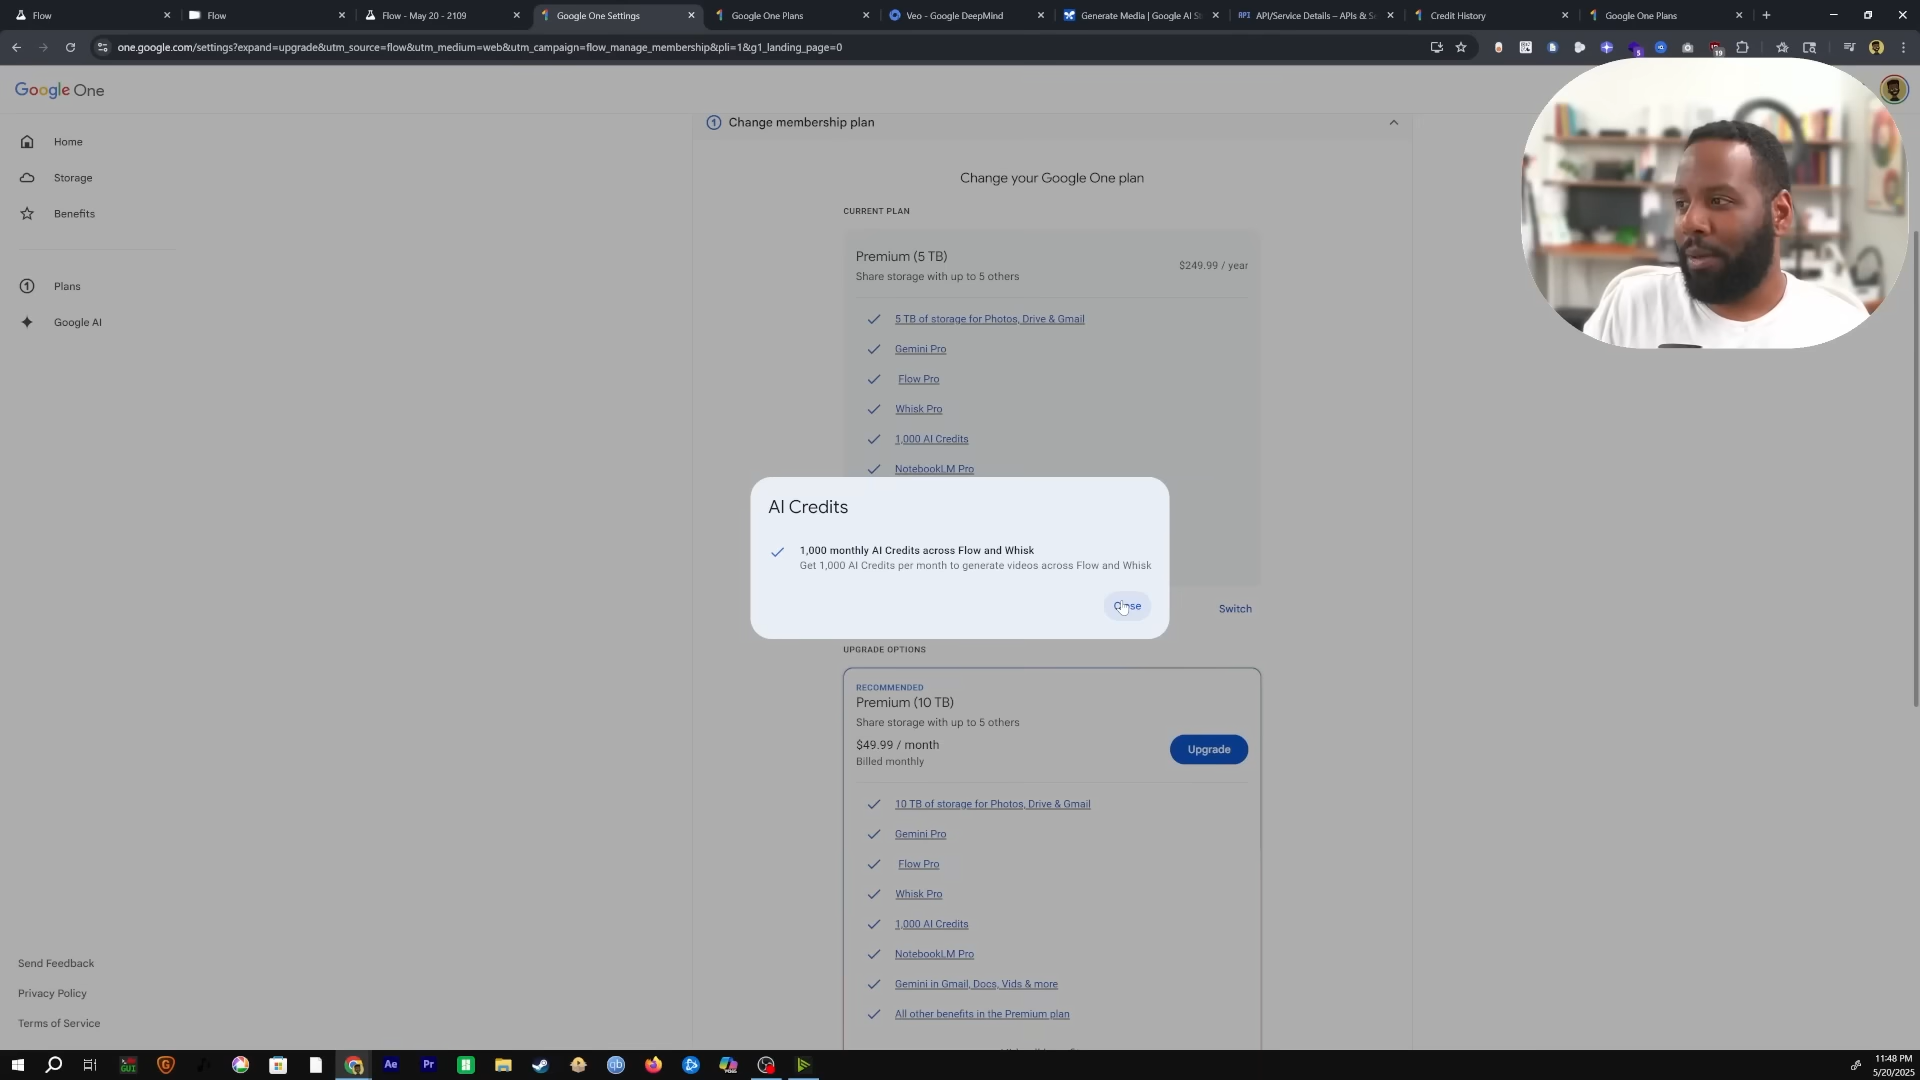 Flow
Flow
Flow - May 20 - 2109
Google One Settings
Google One Plans
Veo - Google DeepMind
Generate Media | Google AI St
RPI API/Service Details – APIs & S
Credit History
Google One Plans
one.google.com/settings?expand=upgrade&utm_source=flow&utm_medium=web&utm_campaign=flow_manage_membership&pli=1&g1_landing_page=0
Google One
Home
Storage
Benefits
Plans
Google AI
Send Feedback
Privacy Policy
Terms of Service
Change membership plan
Change your Google One plan
CURRENT PLAN
Premium (5 TB)
Share storage with up to 5 others
$249.99 / year
5 TB of storage for Photos, Drive & Gmail
Gemini Pro
Flow Pro
Whisk Pro
1,000 AI Credits
NotebookLM Pro
AI Credits
1,000 monthly AI Credits across Flow and Whisk
Get 1,000 AI Credits per month to generate videos across Flow and Whisk
Close
Switch
UPGRADE OPTIONS
RECOMMENDED
Premium (10 TB)
Share storage with up to 5 others
$49.99 / month
Billed monthly
Upgrade
10 TB of storage for Photos, Drive & Gmail
Gemini Pro
Flow Pro
Whisk Pro
1,000 AI Credits
NotebookLM Pro
Gemini in Gmail, Docs, Vids & more
All other benefits in the Premium plan
Ae
Pr
qb
11:48 PM
5/20/2025